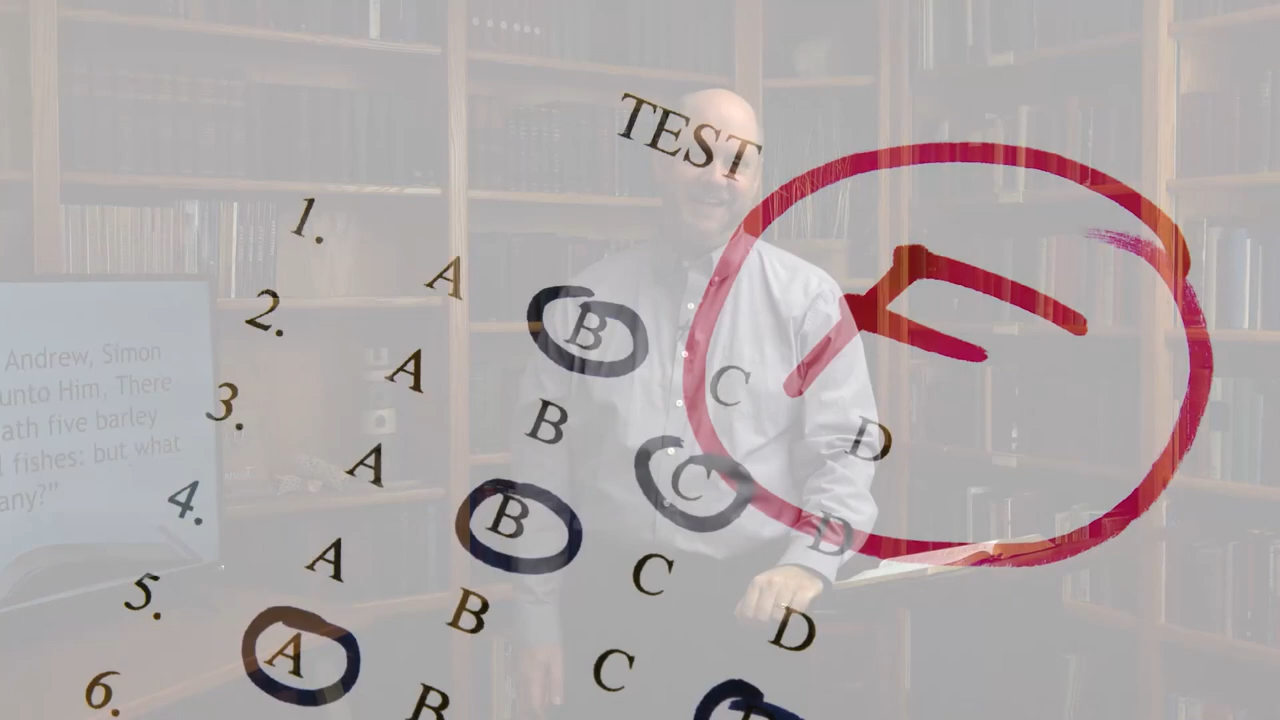 TEST
F
1. A B C D
2. A B C D
3. A B C D
4. A B C D
5. A B
6.
Andrew, Simon
unto Him, There
ath five barley
l fishes: but what
any?"